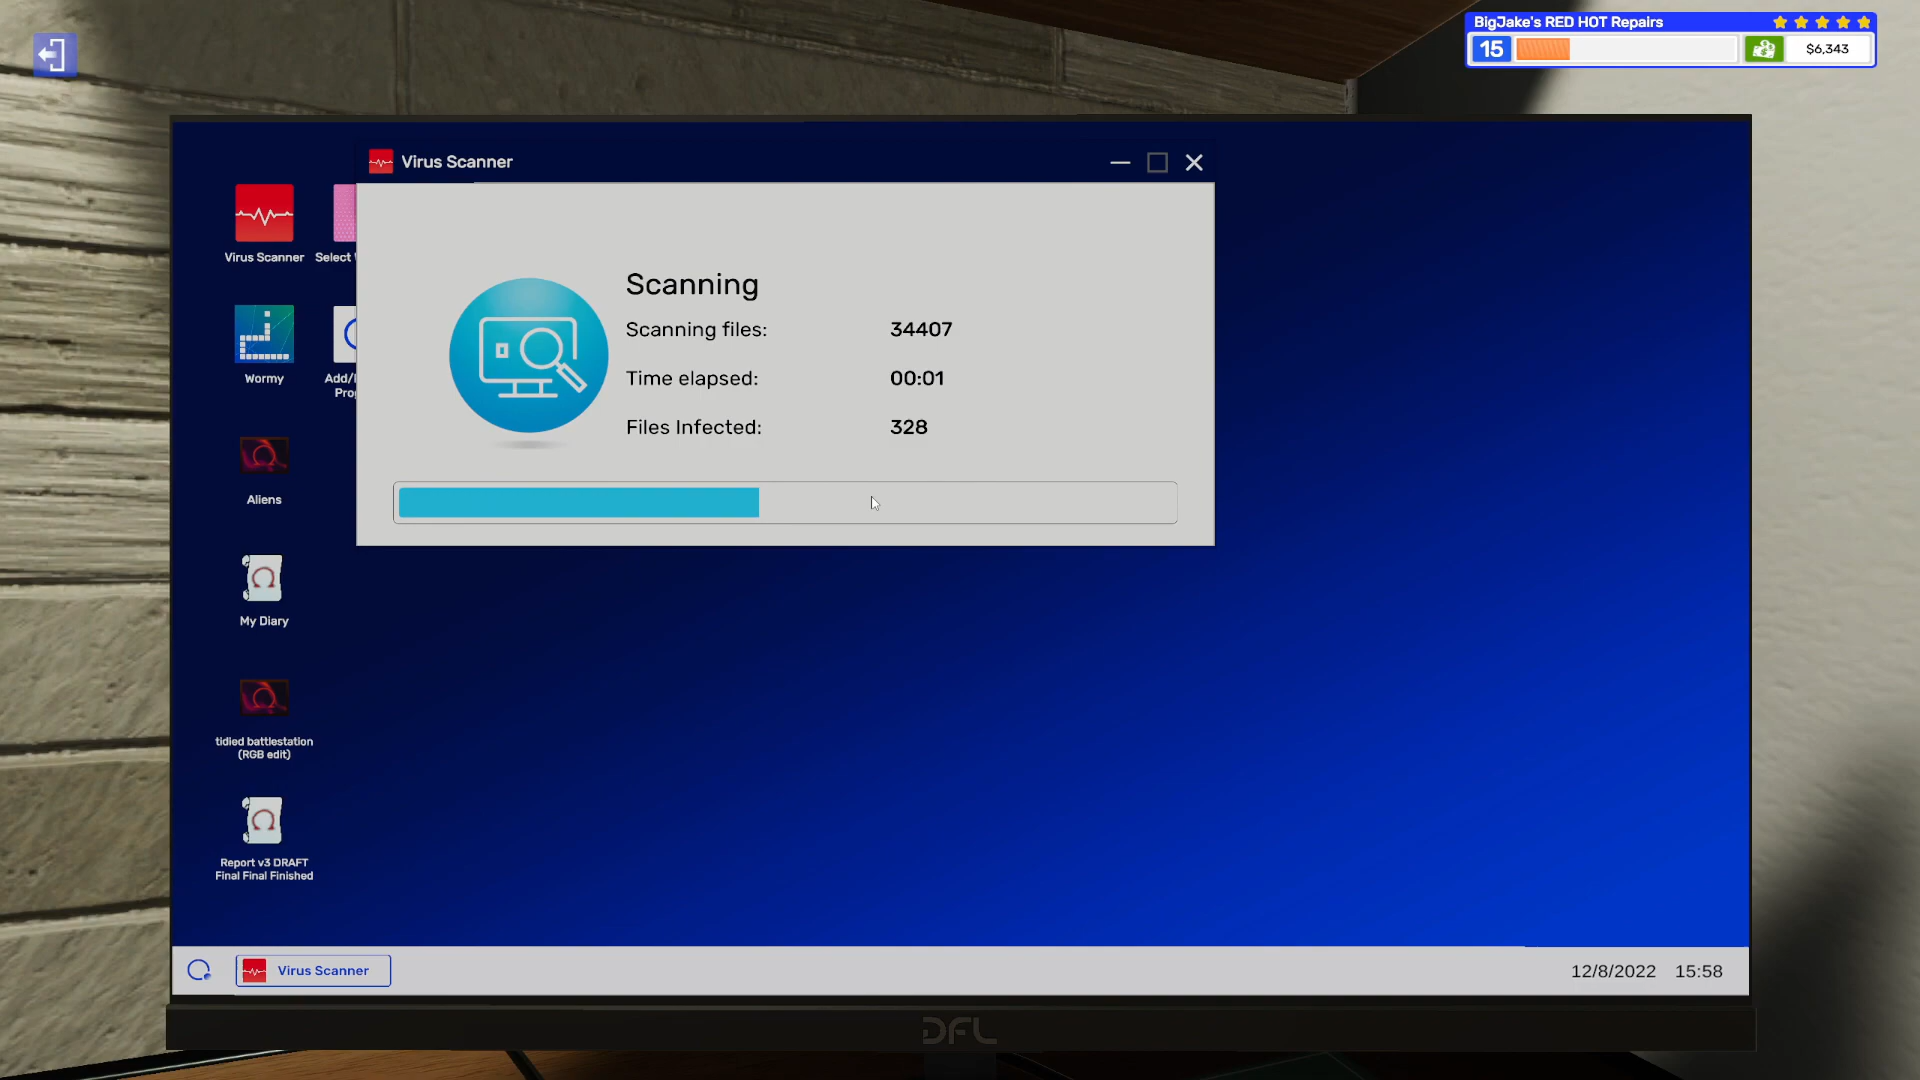 BigJake's RED HOT Repairs
15
$6,343
Virus Scanner
Virus Scanner
Select
Wormy
Add/
Aliens
My Diary
tidied battlestation
(RGB edit)
Report v3 DRAFT
Final Final Finished
Scanning
Scanning files: 34407
Time elapsed: 00:01
Files Infected: 328
Virus Scanner
12/8/2022 15:58
DFL